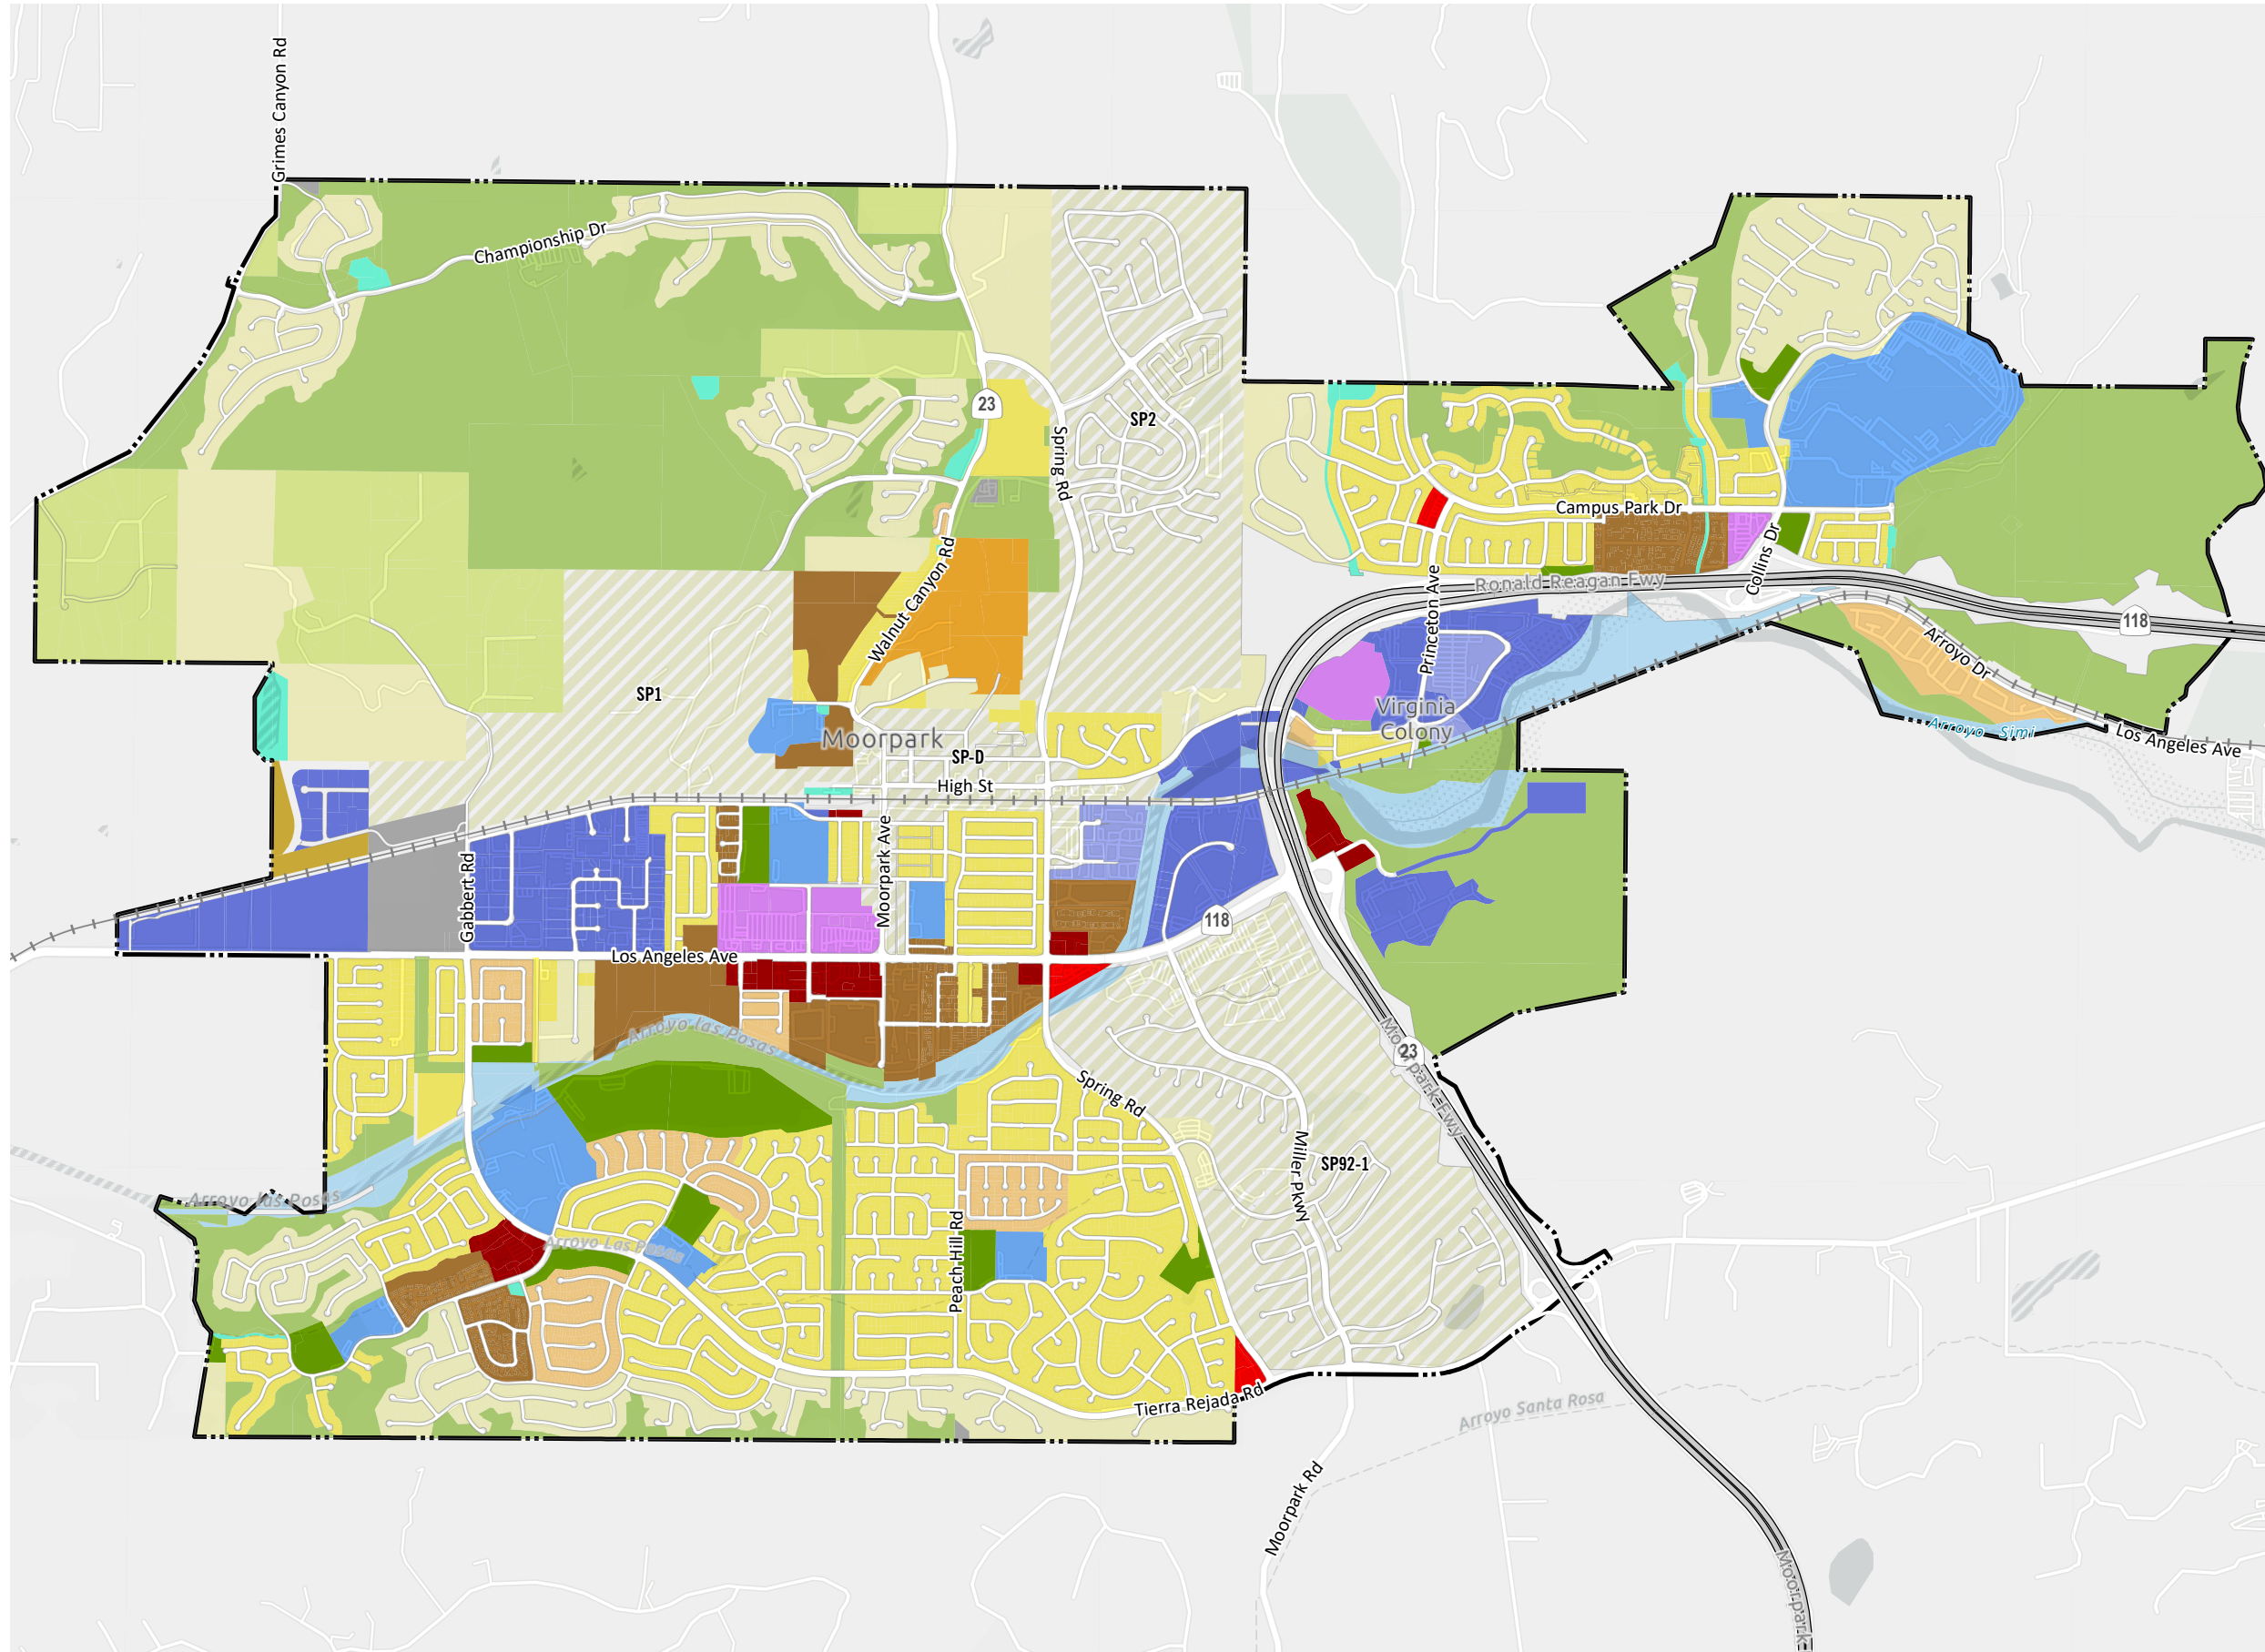 Grimes Canyon Rd
Championship Dr
23
SP2
Spring Rd
Campus Park Dr
Walnut Canyon Rd
Collins Dr
Ronald Reagan Fwy
Princeton Ave
118
Arroyo Dr
SP1
Virginia
Colony
Moorpark
SP-D
Arroyo Simi
Los Angeles Ave
High St
Moorpark Ave
Gabbert Rd
118
Los Angeles Ave
Arroyo las Posas
23
Moorpark Fwy
Spring Rd
Miller Pkwy
SP92-1
Arroyo las Posas
Arroyo Las Posas
Peach Hill Rd
Tierra Rejada Rd
Arroyo Santa Rosa
Moorpark Rd
Moorpark